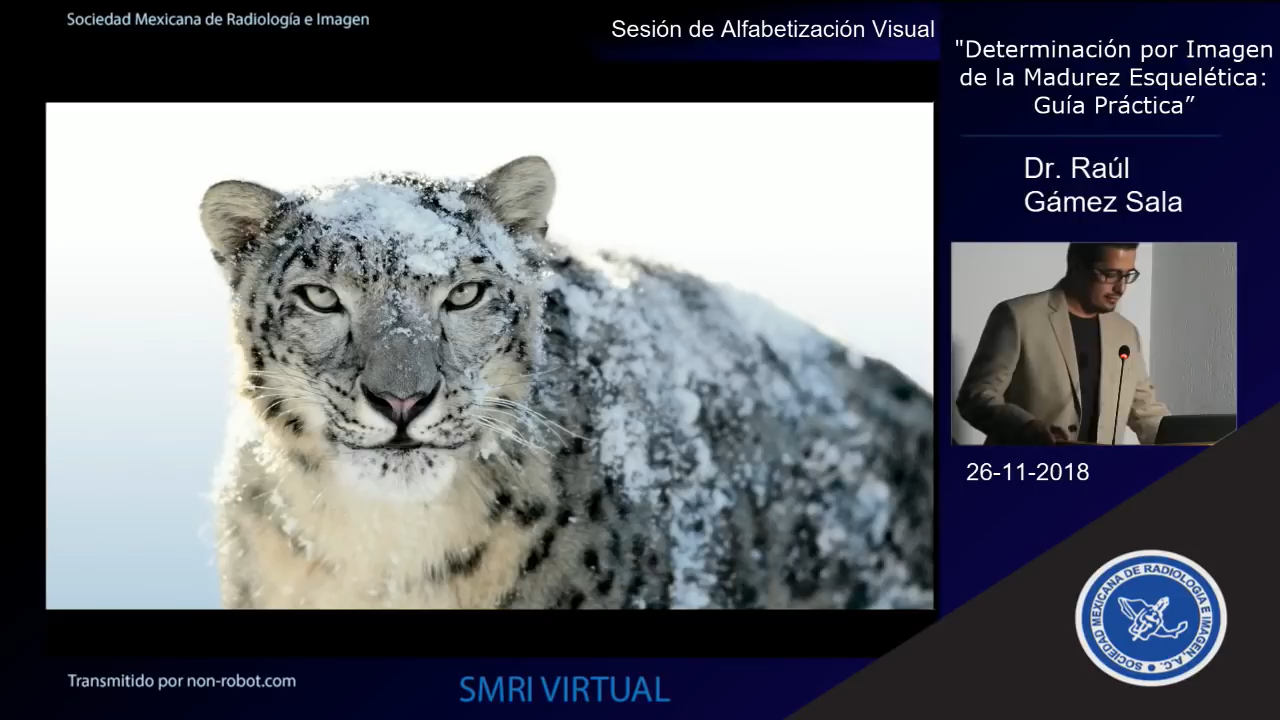 Sociedad Mexicana de Radiología e Imagen
Sesión de Alfabetización Visual
"Determinación por Imagen
de la Madurez Esquelética:
Guía Práctica”
Dr. Raúl
Gámez Sala
26-11-2018
SOCIEDAD MEXICANA DE RADIOLOGÍA E IMAGEN, A.C.
Transmitido por non-robot.com
SMRI VIRTUAL